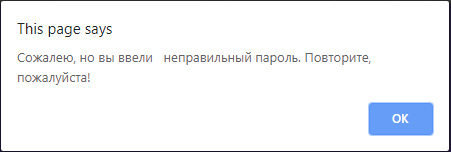 This page says
Сожалею, но вы ввели   неправильный пароль. Повторите,
пожалуйста!
OK